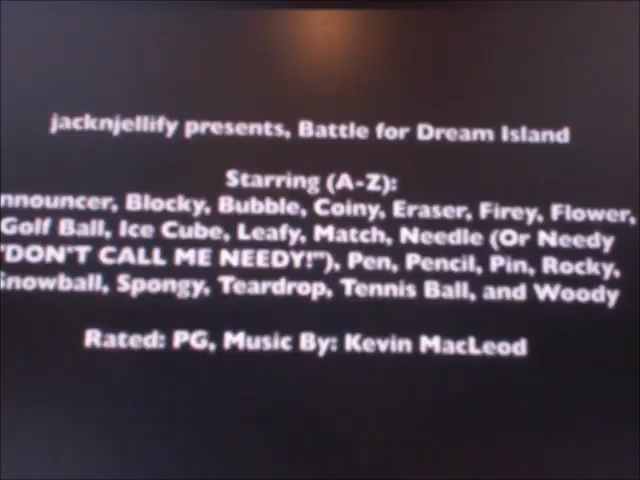 jacknjellify presents, Battle for Dream Island
Starring (A-Z):
nnouncer, Blocky, Bubble, Coiny, Eraser, Firey, Flower,
Golf Ball, Ice Cube, Leafy, Match, Needle (Or Needy
"DON'T CALL ME NEEDY!"), Pen, Pencil, Pin, Rocky,
Snowball, Spongy, Teardrop, Tennis Ball, and Woody
Rated: PG, Music By: Kevin MacLeod